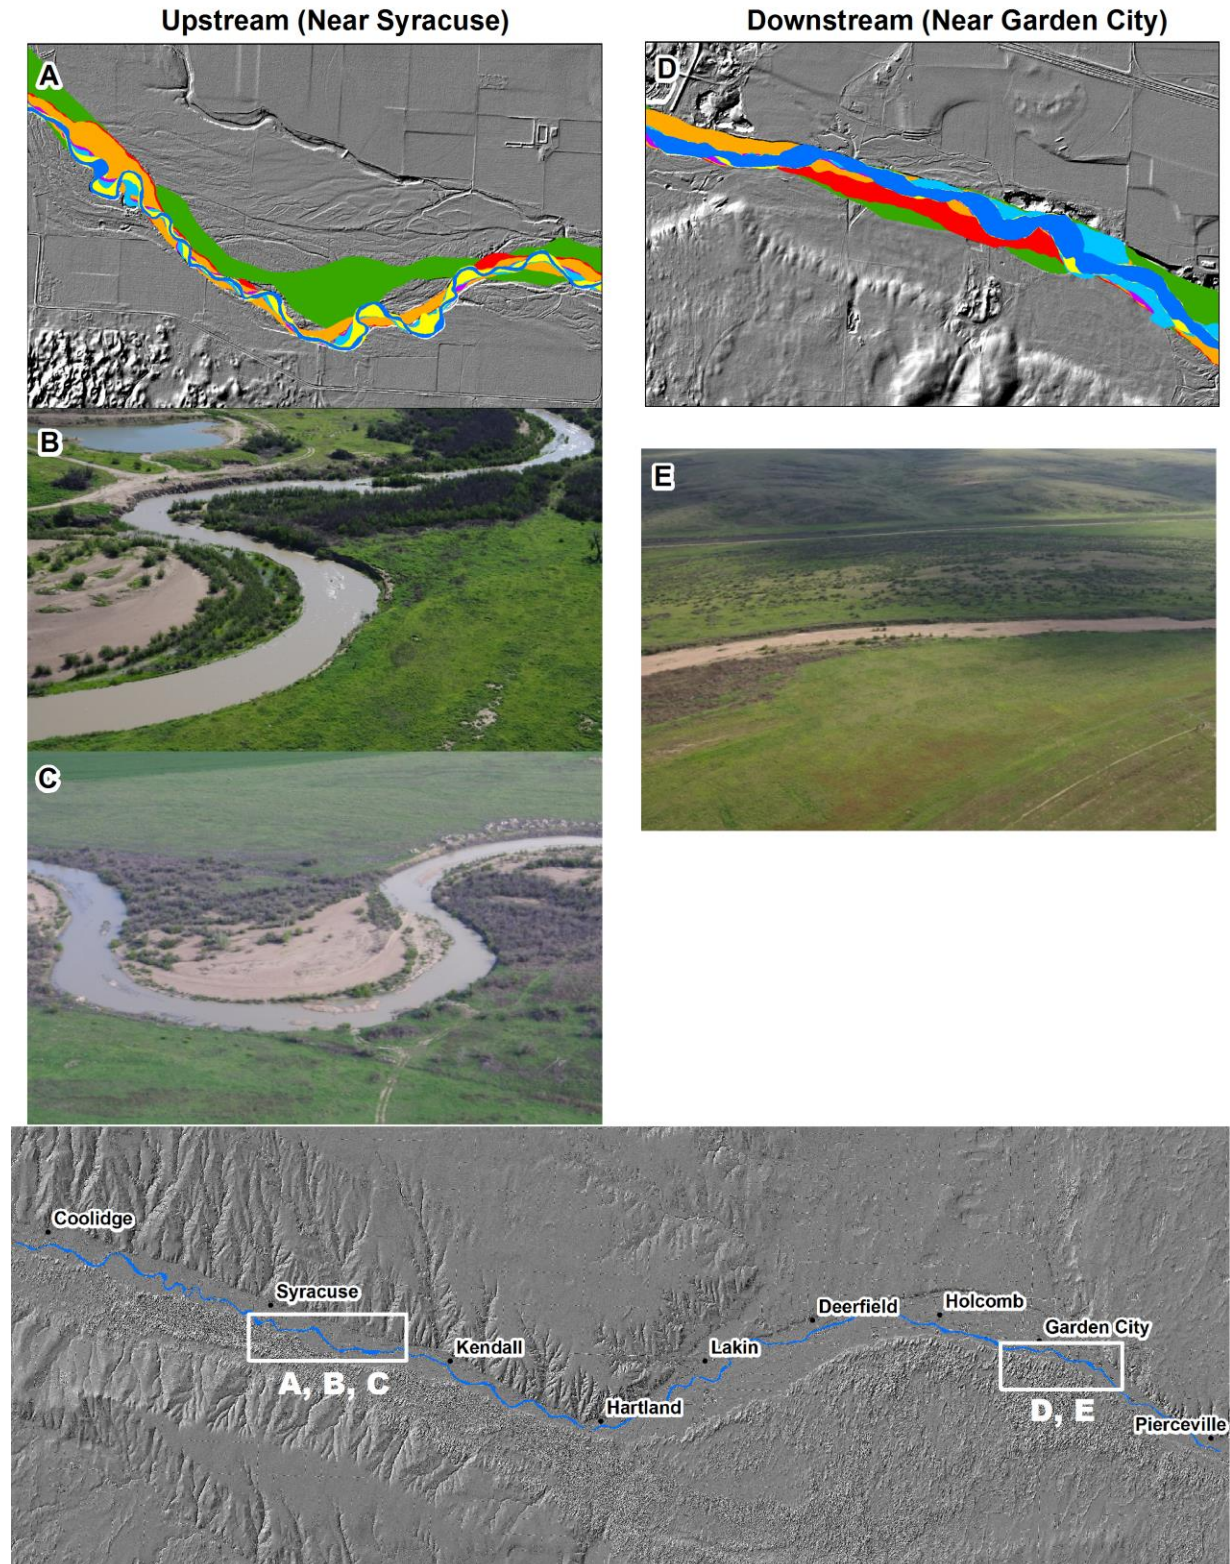 Upstream (Near Syracuse)
Downstream (Near Garden City)
A
D
B
E
C
Coolidge
Syracuse
Kendall
Hartland
Lakin
Deerfield
Holcomb
Garden City
Pierceville
A, B, C
D, E